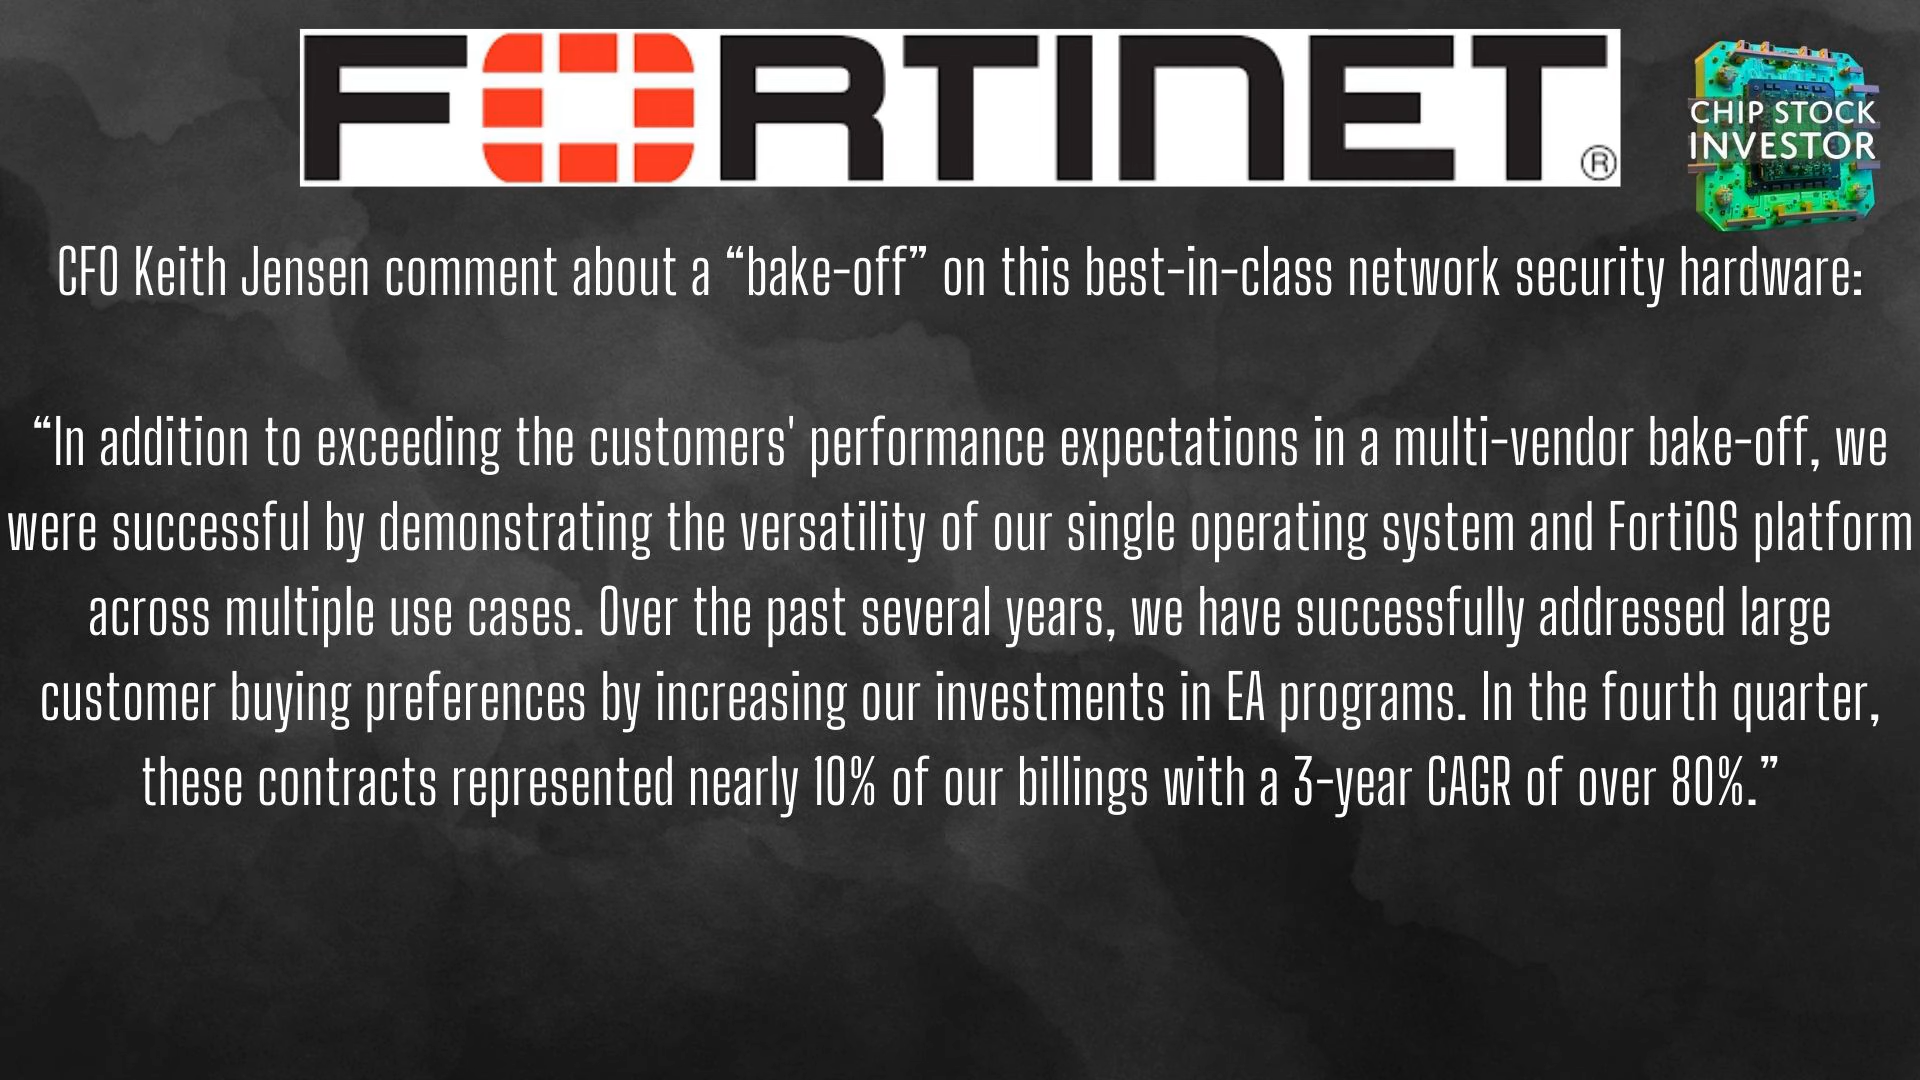 FORTINET®
CHIP STOCK
INVESTOR
CFO Keith Jensen comment about a “bake-off” on this best-in-class network security hardware:
“In addition to exceeding the customers' performance expectations in a multi-vendor bake-off, we
were successful by demonstrating the versatility of our single operating system and FortiOS platform
across multiple use cases. Over the past several years, we have successfully addressed large
customer buying preferences by increasing our investments in EA programs. In the fourth quarter,
these contracts represented nearly 10% of our billings with a 3-year CAGR of over 80%.”